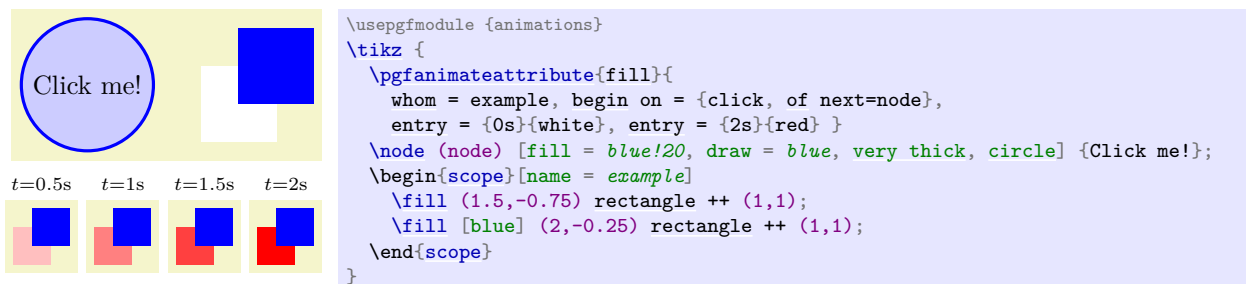 Click me!
t=0.5s t=1s t=1.5s t=2s
\usepgfmodule {animations}
\tikz {
  \pgfanimateattribute{fill}{
    whom = example, begin on = {click, of next=node},
    entry = {0s}{white}, entry = {2s}{red} }
  \node (node) [fill = blue!20, draw = blue, very thick, circle] {Click me!};
  \begin{scope}[name = example]
    \fill (1.5,-0.75) rectangle ++ (1,1);
    \fill [blue] (2,-0.25) rectangle ++ (1,1);
  \end{scope}
}